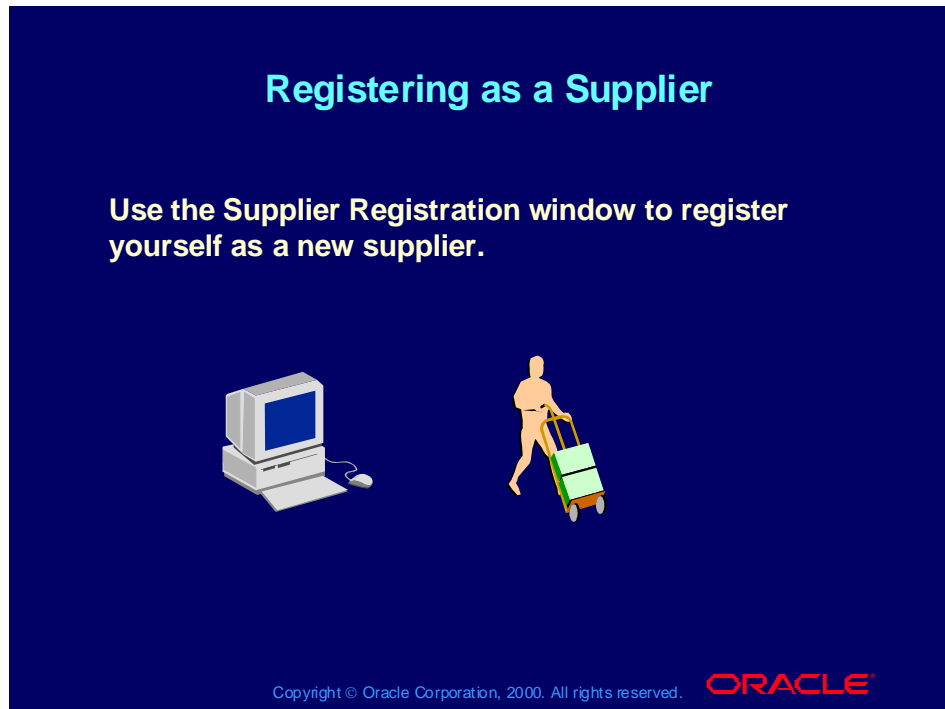 Registering as a Supplier
Use the Supplier Registration window to register
yourself as a new supplier.
Copyright © Oracle Corporation, 2000. All rights reserved.
ORACLE®